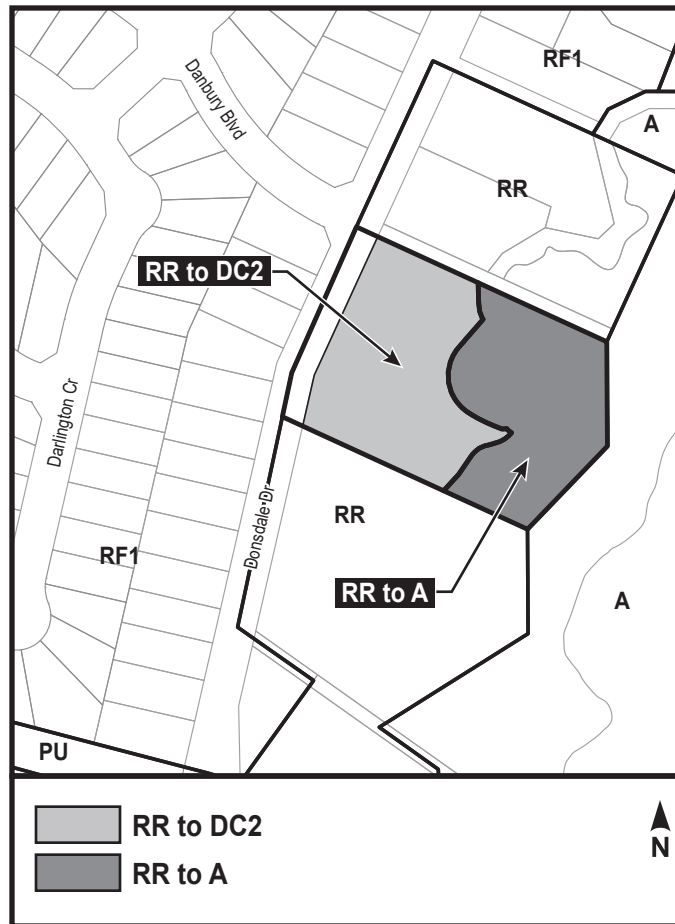 RF1
A
Danbury Blvd
RR
RR to DC2
Darlington Cr
Donsdale Dr
RR
RF1
RR to A
A
PU
RR to DC2
RR to A
N